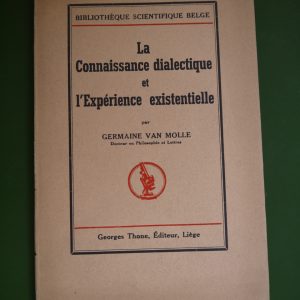 BIBLIOTHÈQUE SCIENTIFIQUE BELGE
La
Connaissance dialectique
et
l'Expérience existentielle
par
GERMAINE VAN MOLLE
Docteur en Philosophie et Lettres
Georges Thone, Éditeur, Liège